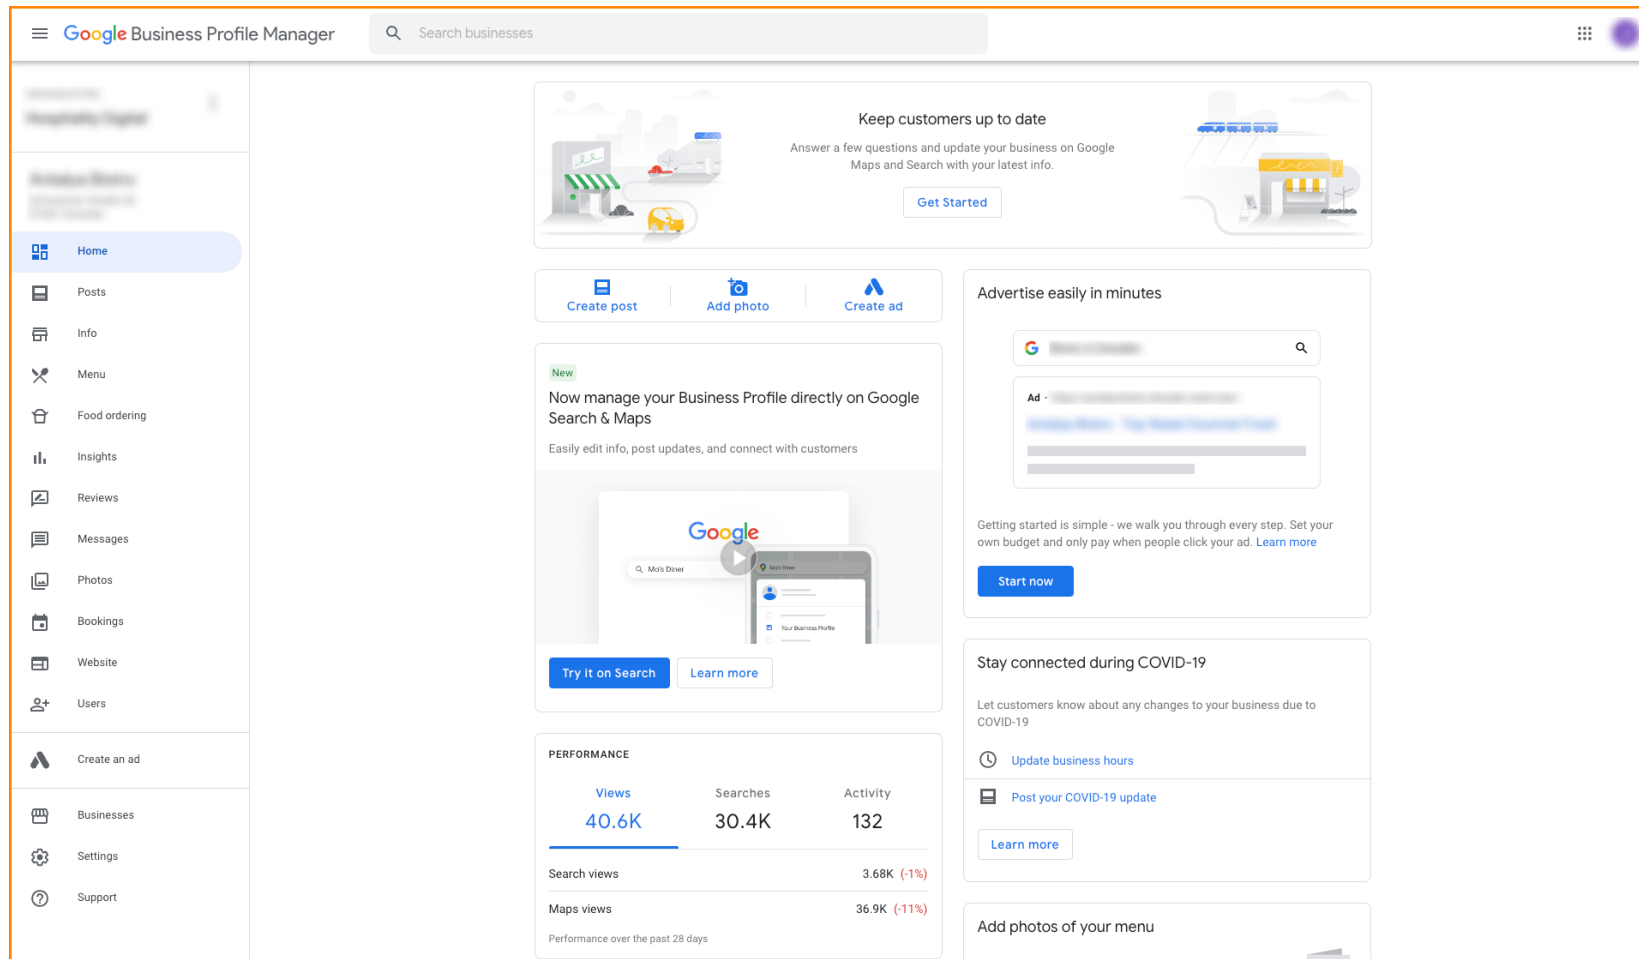 Google Business Profile Manager
Search businesses
Home
Posts
Info
Menu
Food ordering
Insights
Reviews
Messages
Photos
Bookings
Website
Users
Create an ad
Businesses
Settings
Support
Keep customers up to date
Answer a few questions and update your business on Google
Maps and Search with your latest info.
Get Started
Create post
Add photo
Create ad
New
Now manage your Business Profile directly on Google
Search & Maps
Easily edit info, post updates, and connect with customers
Google
Mo's Diner
Mo's Diner
Your Business Profile
Try it on Search
Learn more
PERFORMANCE
Views
Searches
Activity
40.6K
30.4K
132
Search views
3.68K (-1%)
Maps views
36.9K (-11%)
Performance over the past 28 days
Advertise easily in minutes
Ad -
Getting started is simple - we walk you through every step. Set your
own budget and only pay when people click your ad. Learn more
Start now
Stay connected during COVID-19
Let customers know about any changes to your business due to
COVID-19
Update business hours
Post your COVID-19 update
Learn more
Add photos of your menu